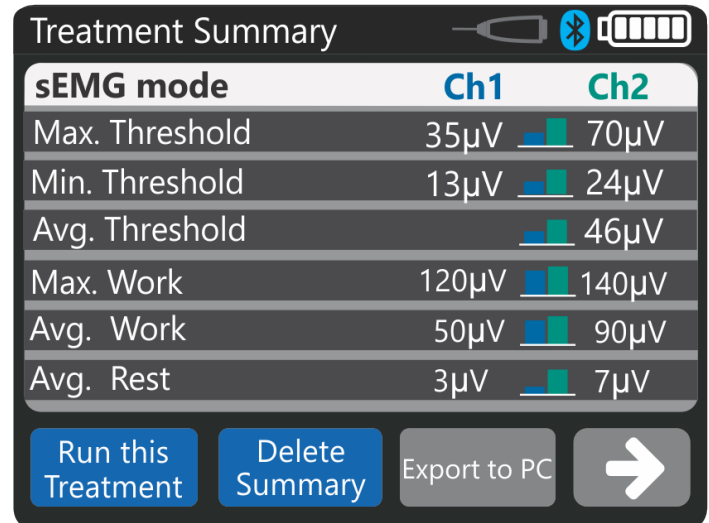 Treatment Summary
sEMG mode Ch1 Ch2
Max. Threshold 35µV 70µV
Min. Threshold 13µV 24µV
Avg. Threshold 46µV
Max. Work 120µV 140µV
Avg. Work 50µV 90µV
Avg. Rest 3µV 7µV
Run this
Treatment
Delete
Summary
Export to PC